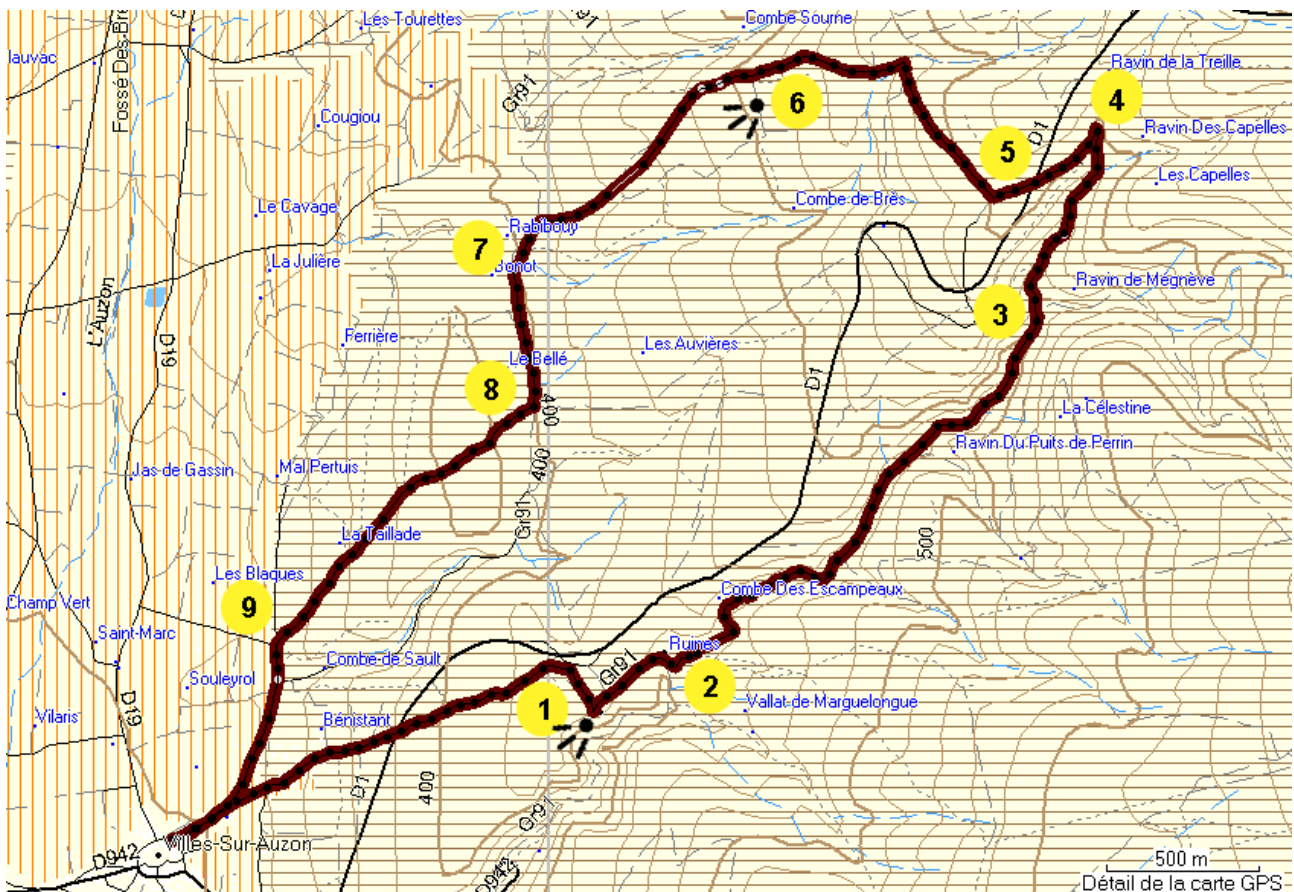 Combe Sourne
Les Tourettes
Gr91
Fossé Des Bre
Mauvac
Ravin de la Treille
4
6
Gr91
Cougiou
Ravin Des Capelles
D1
5
Les Capelles
Combe de Brès
Le Cavage
Rabibouy
7
La Julière
Bonot
Ravin de Mégnève
L'Auzon
D19
3
Ferrière
Les Auvières
Le Bellé
D1
8
400
La Célestine
Ravin Du Puits de Perrin
400
Mal Pertuis
Jas de Gassin
Gr91
La Taillade
500
Les Blaques
Combe Des Escampeaux
Champ Vert
9
Saint-Marc
Ruines
Combe de Sault
Gr91
2
Souleyrol
Vallat de Marguelongue
D19
1
Vilaris
Bénistant
D1
400
Gr91
Villes-Sur-Auzon
D942
D942
500 m
Détail de la carte GPS